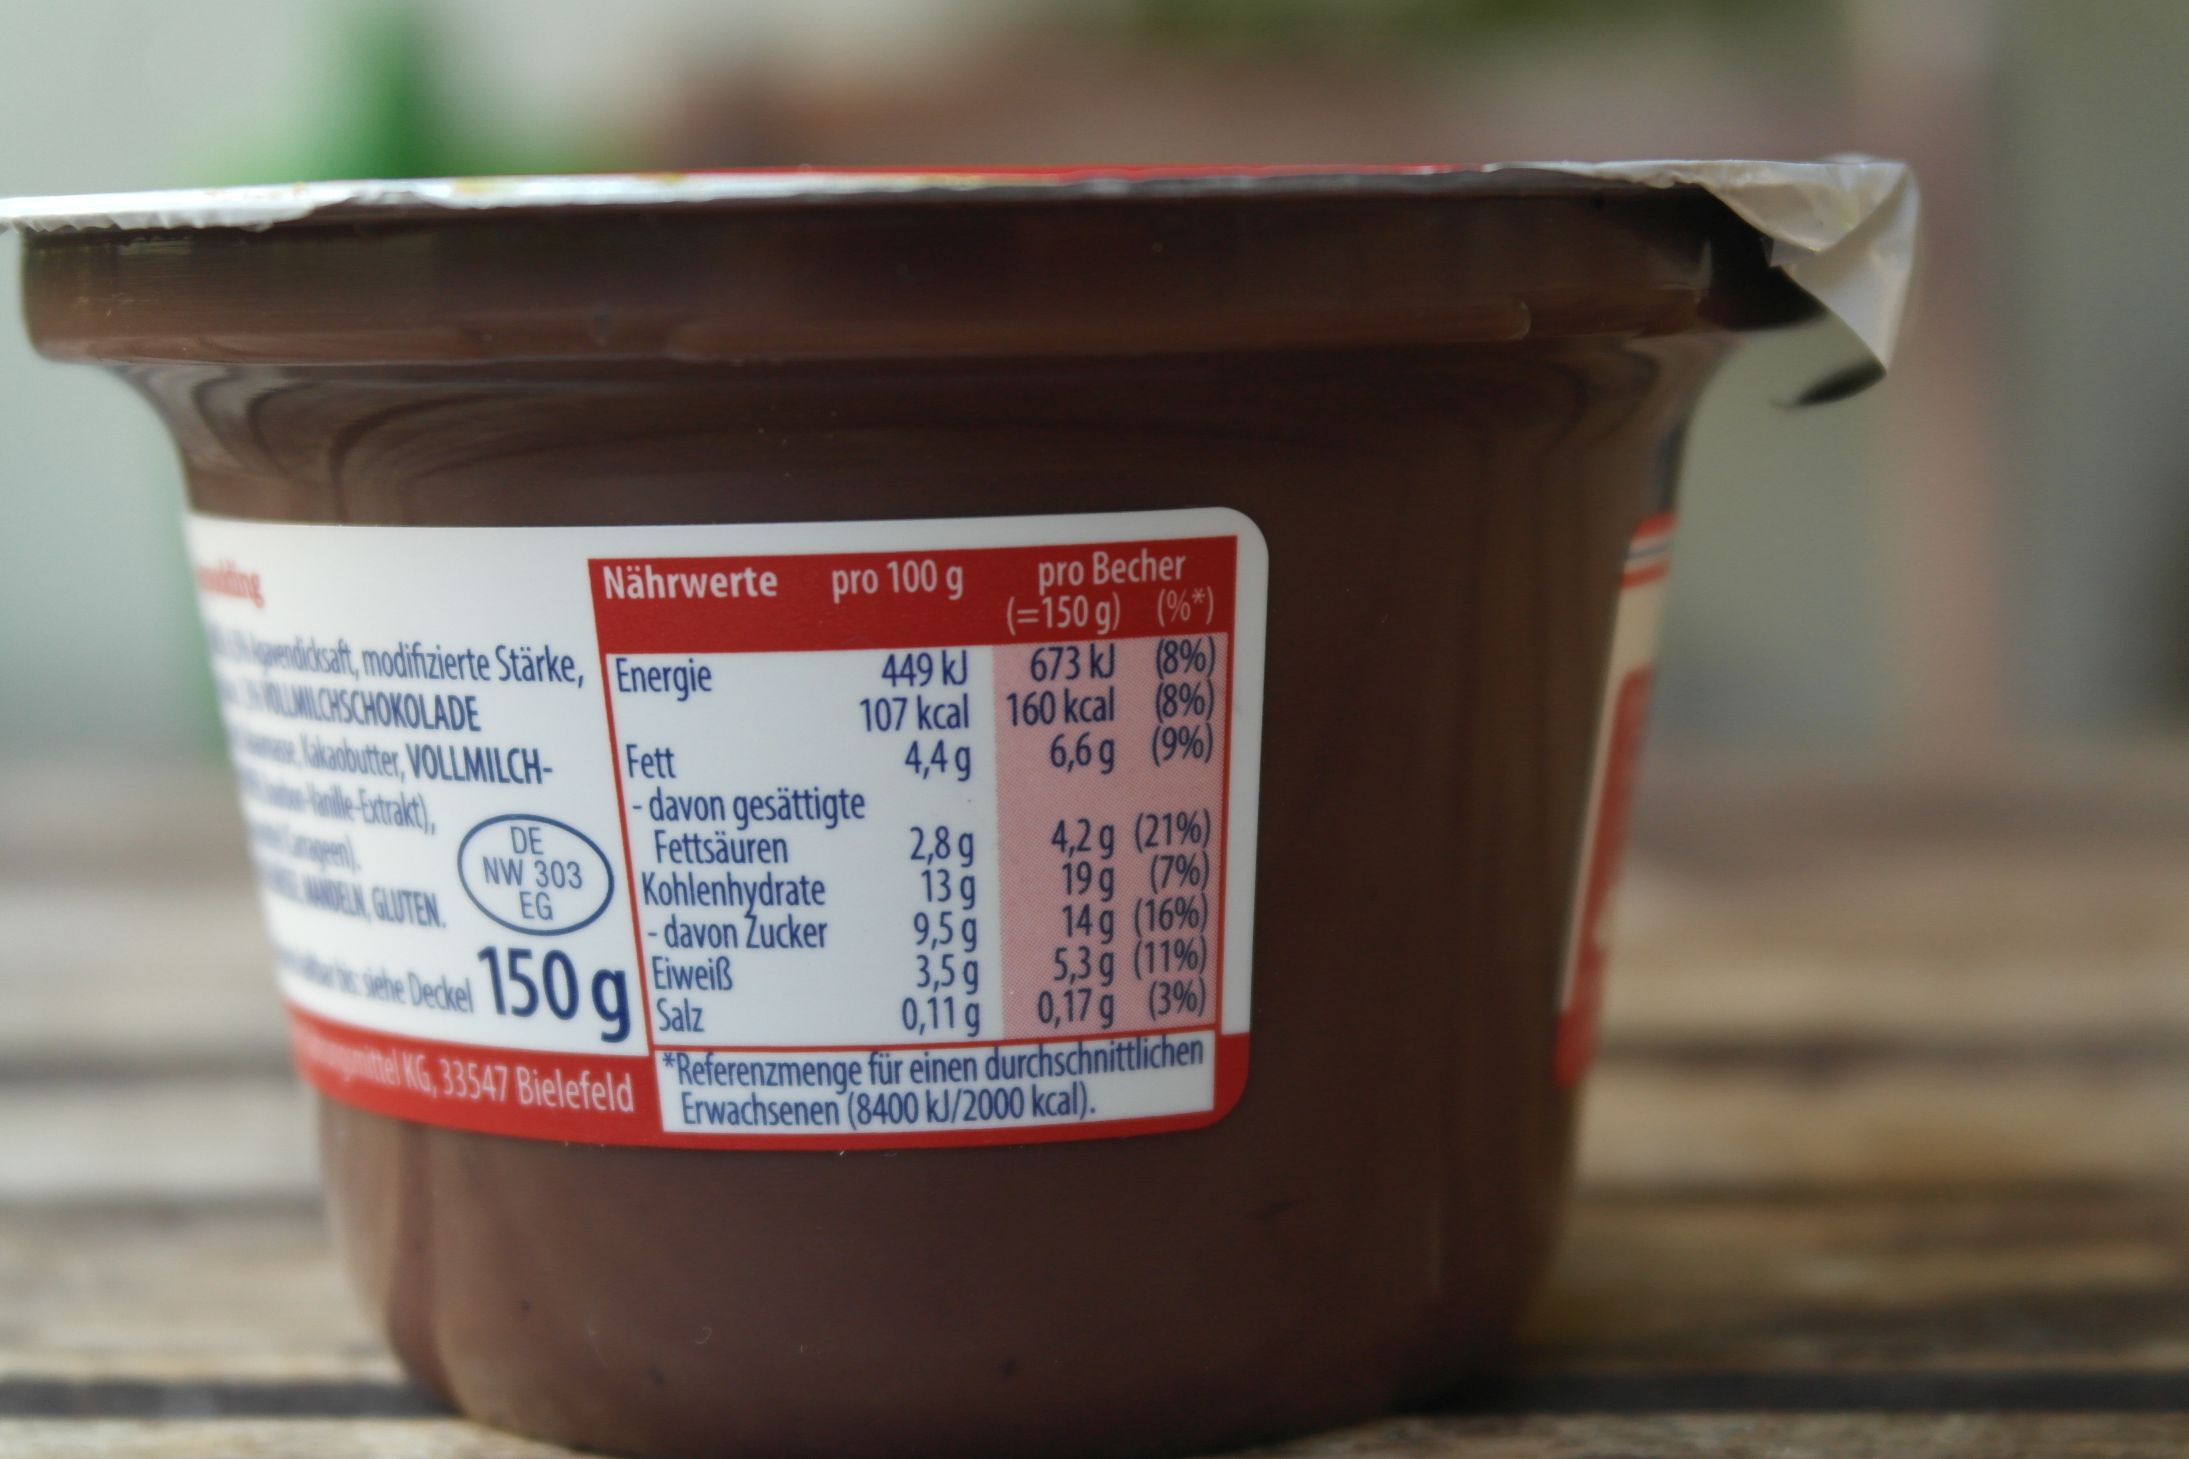 modifizierte Stärke,
VOLLMILCHSCHOKOLADE
Kakaobutter, VOLLMILCH-
Vanille-Extrakt),
MANDELN, GLUTEN.
DE
NW 303
EG
bis: siehe Deckel 150 g
KG, 33547 Bielefeld
Nährwerte pro 100 g pro Becher
(=150 g) (%*)
Energie 449 kJ 673 kJ (8%)
107 kcal 160 kcal (8%)
Fett 4,4 g 6,6 g (9%)
- davon gesättigte
Fettsäuren 2,8 g 4,2 g (21%)
Kohlenhydrate 13 g 19 g (7%)
- davon Zucker 9,5 g 14 g (16%)
Eiweiß 3,5 g 5,3 g (11%)
Salz 0,11 g 0,17 g (3%)
*Referenzmenge für einen durchschnittlichen
Erwachsenen (8400 kJ/2000 kcal).